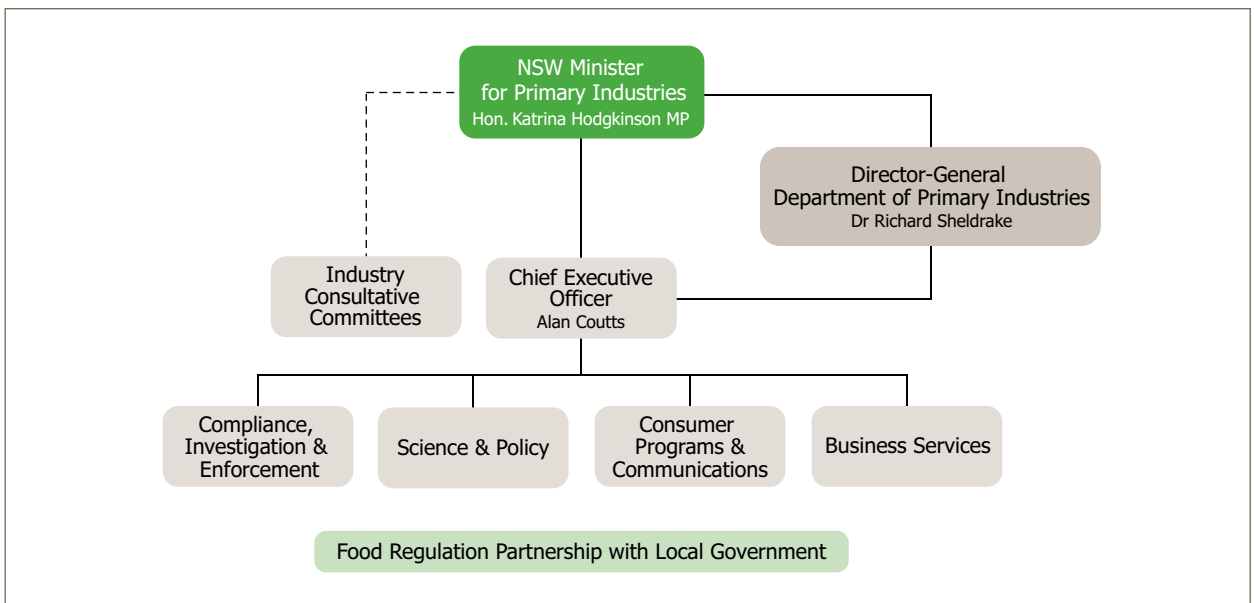 NSW Minister
for Primary Industries
Hon. Katrina Hodgkinson MP
Director-General
Department of Primary Industries
Dr Richard Sheldrake
Industry
Consultative
Committees
Chief Executive
Officer
Alan Coutts
Compliance,
Investigation &
Enforcement
Science & Policy
Consumer
Programs &
Communications
Business Services
Food Regulation Partnership with Local Government